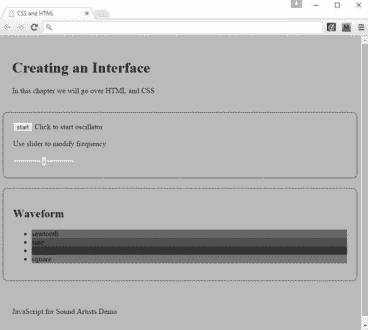 CSS and HTML
Creating an Interface
In this chapter we will go over HTML and CSS
start Click to start oscillator
Use slider to modify frequency
Waveform
sawtooth
sine
square
JavaScript for Sound Artists Demo